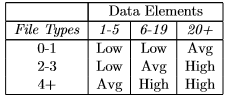 Data Elements
File Types 1-5 6-19 20+
0-1 Low Low Avg
2-3 Low Avg High
4+ Avg High High